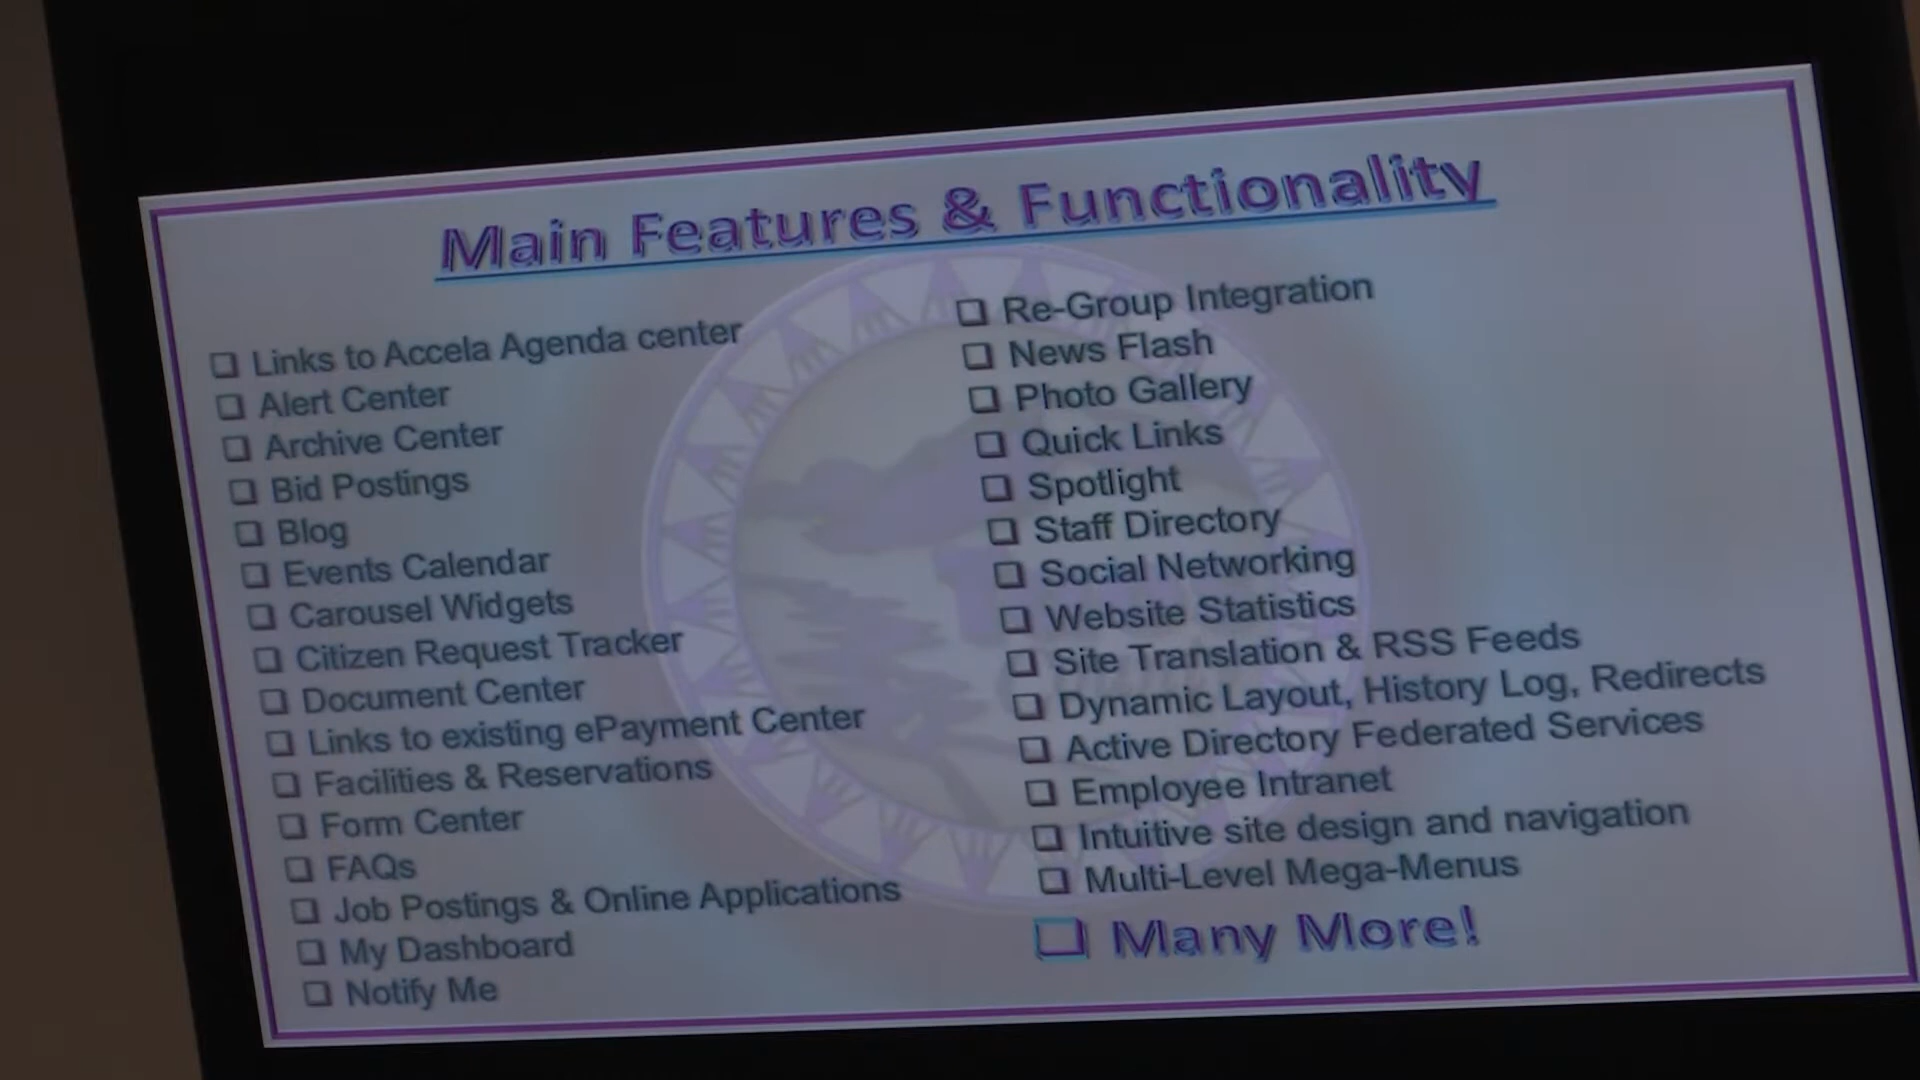 Main Features & Functionality
❑ Links to Accela Agenda center
❑ Alert Center
❑ Archive Center
❑ Bid Postings
❑ Blog
❑ Events Calendar
❑ Carousel Widgets
❑ Citizen Request Tracker
❑ Document Center
❑ Links to existing ePayment Center
❑ Facilities & Reservations
❑ Form Center
❑ FAQs
❑ Job Postings & Online Applications
❑ My Dashboard
❑ Notify Me
❑ Re-Group Integration
❑ News Flash
❑ Photo Gallery
❑ Quick Links
❑ Spotlight
❑ Staff Directory
❑ Social Networking
❑ Website Statistics
❑ Site Translation & RSS Feeds
❑ Dynamic Layout, History Log, Redirects
❑ Active Directory Federated Services
❑ Employee Intranet
❑ Intuitive site design and navigation
❑ Multi-Level Mega-Menus
❑ Many More!